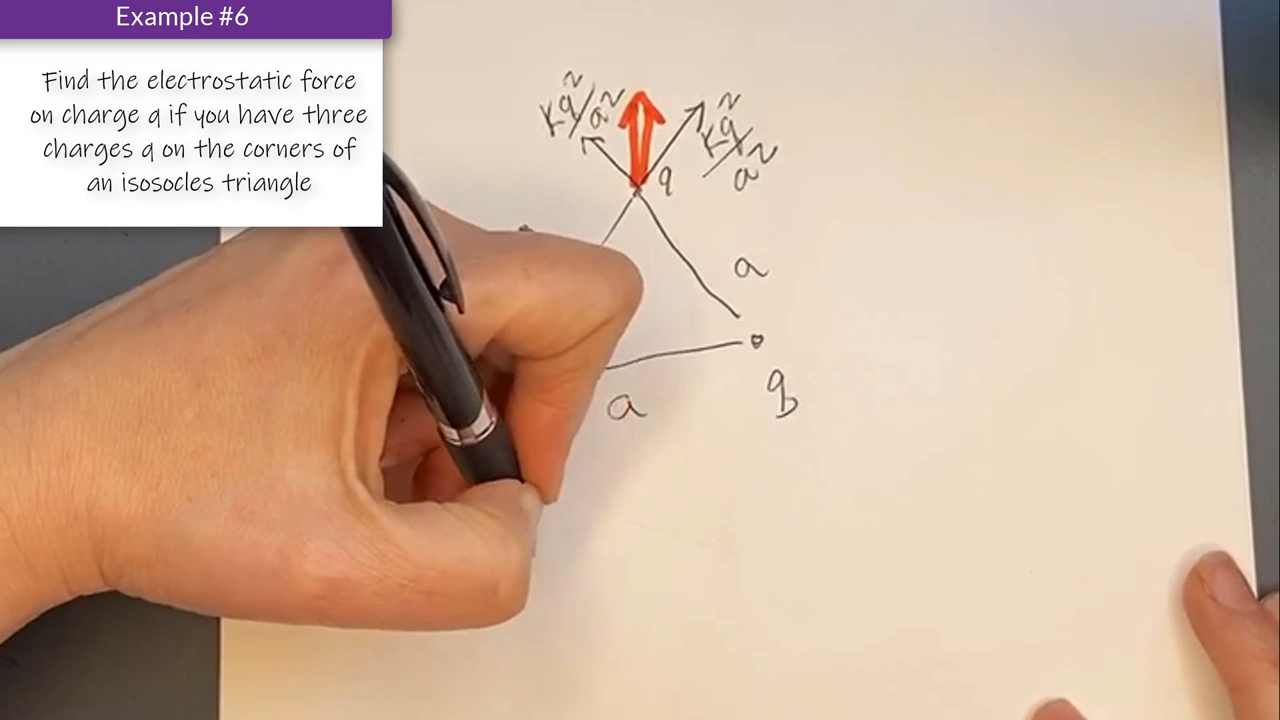 Example #6
Find the electrostatic force
on charge q if you have three
charges q on the corners of
an isososcles triangle
kq²/a²
kq²/a²
q
a
a
q